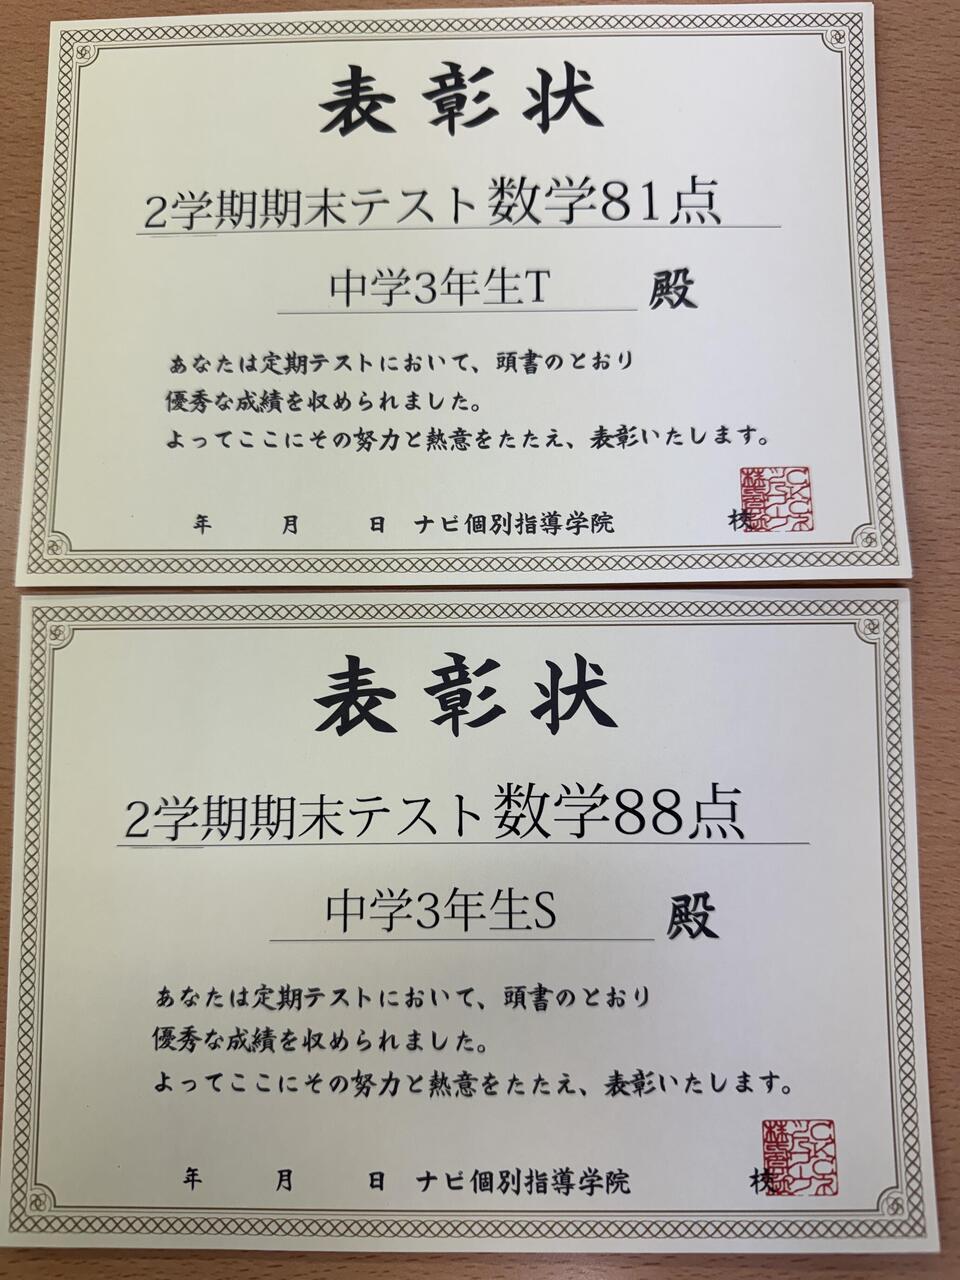 表彰状
2学期期末テスト数学81点
中学3年生T 殿
あなたは定期テストにおいて、頭書のとおり
優秀な成績を収められました。
よってここにその努力と熱意をたたえ、表彰いたします。
年 月 日 ナビ個別指導学院 校
表彰状
2学期期末テスト数学88点
中学3年生S 殿
あなたは定期テストにおいて、頭書のとおり
優秀な成績を収められました。
よってここにその努力と熱意をたたえ、表彰いたします。
年 月 日 ナビ個別指導学院 校